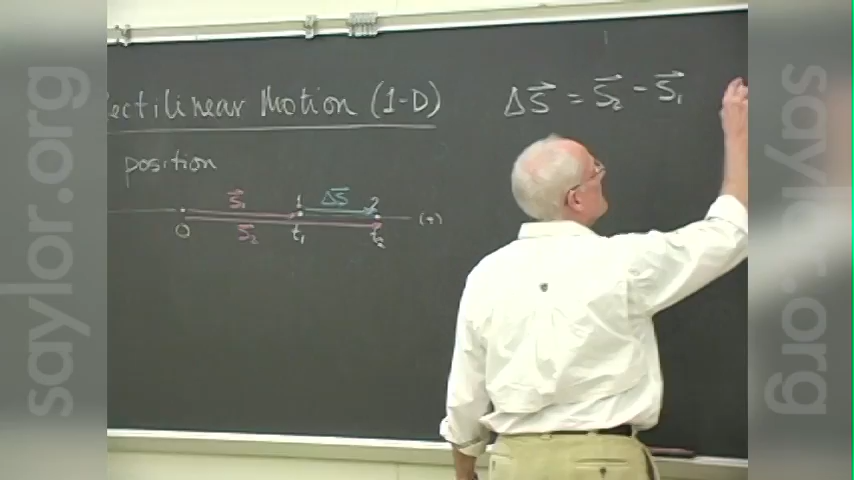 ectilinear Motion (1-D)
Δs⃗ = s⃗₂ - s⃗₁
position
s⃗₁ 1 Δs⃗ 2
0 s⃗₂ t₁ t₂ (+)
saylor.org
saylor.org